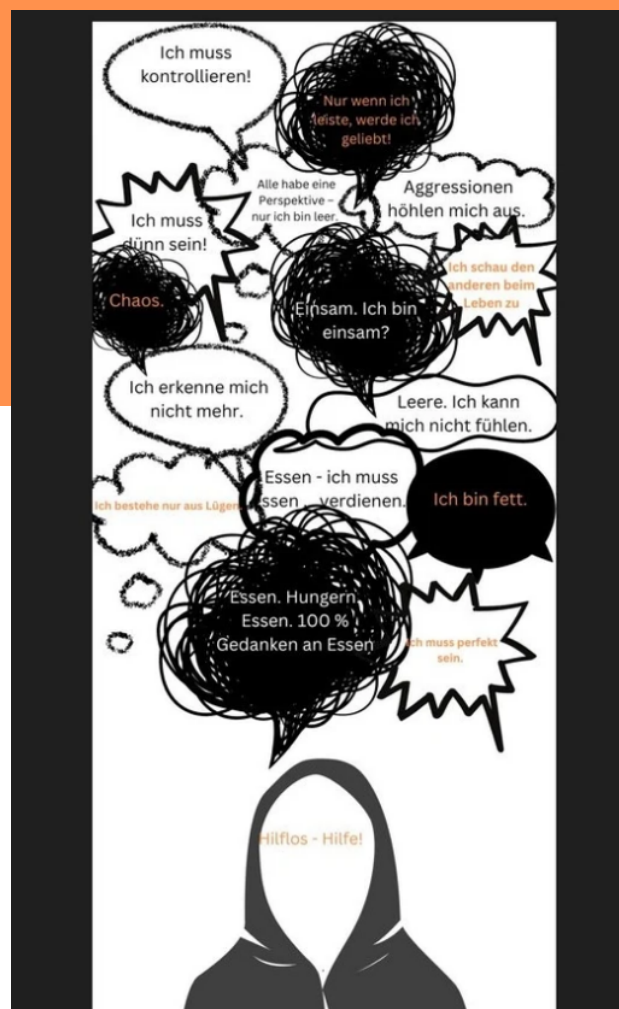 Ich muss
kontrollieren!
Nur wenn ich
leiste, werde ich
geliebt!
Alle habe eine
Perspektive –
nur ich bin leer.
Aggressionen
höhlen mich aus.
Ich muss
dünn sein!
Ich schau den
anderen beim
Leben zu
Chaos.
Einsam. Ich bin
einsam?
Ich erkenne mich
nicht mehr.
Leere. Ich kann
mich nicht fühlen.
Essen - ich muss
ssen verdienen.
Ich bestehe nur aus Lügen
Ich bin fett.
Essen. Hungern.
Essen. 100 %
Gedanken an Essen
Ich muss perfekt
sein.
Hilflos - Hilfe!